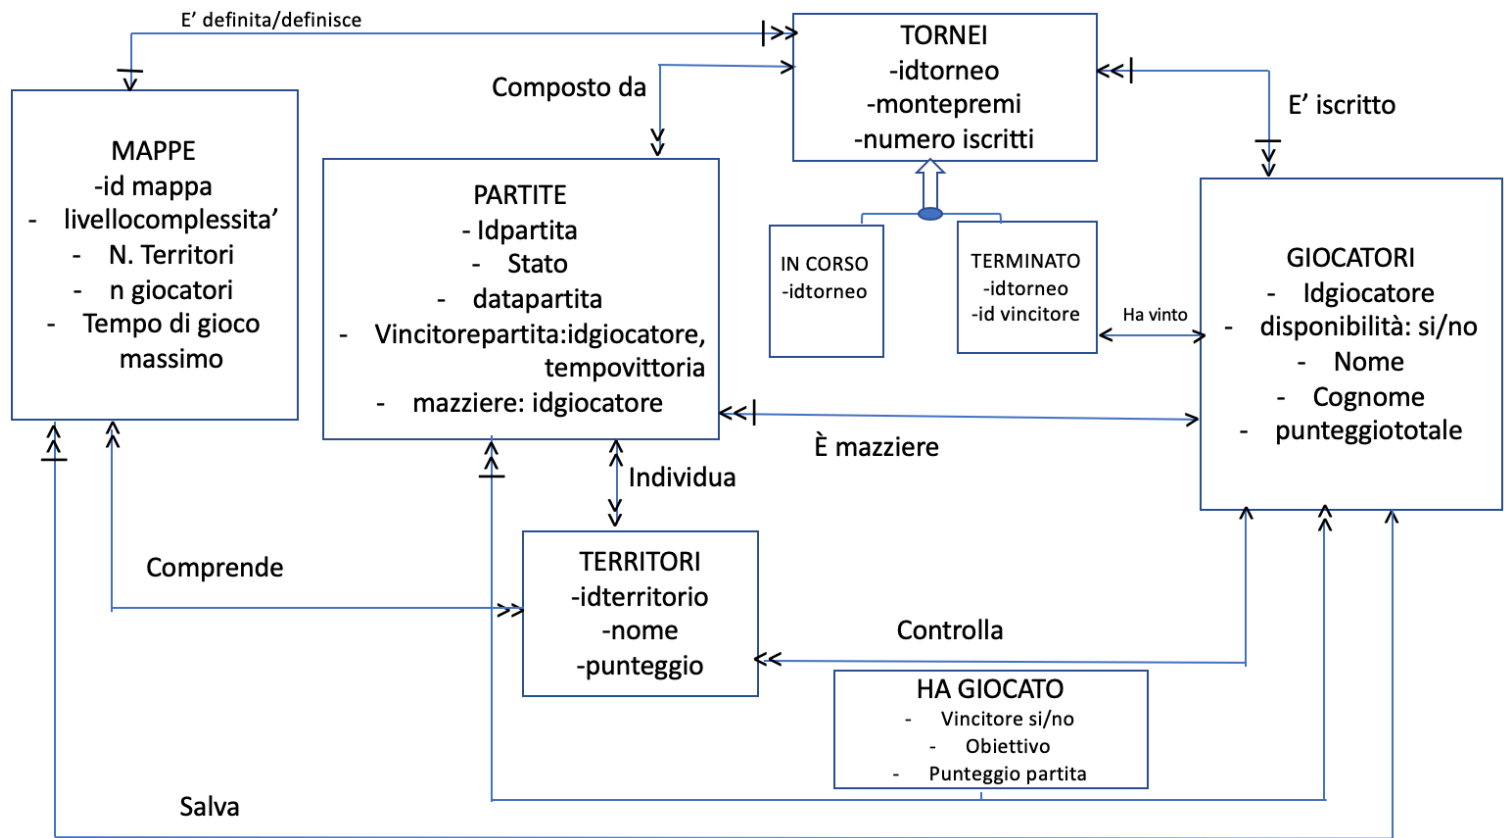 E' definita/definisce
TORNEI
-idtorneo
-montepremi
-numero iscritti
Composto da
E' iscritto
MAPPE
-id mappa
- livellocomplessita'
- N. Territori
- n giocatori
- Tempo di gioco
massimo
PARTITE
- Idpartita
- Stato
- datapartita
- Vincitorepartita:idgiocatore,
tempovittoria
- mazziere: idgiocatore
IN CORSO
-idtorneo
TERMINATO
-idtorneo
-id vincitore
Ha vinto
GIOCATORI
- Idgiocatore
- disponibilità: si/no
- Nome
- Cognome
- punteggiototale
È mazziere
Individua
Comprende
TERRITORI
-idterritorio
-nome
-punteggio
Controlla
HA GIOCATO
- Vincitore si/no
- Obiettivo
- Punteggio partita
Salva